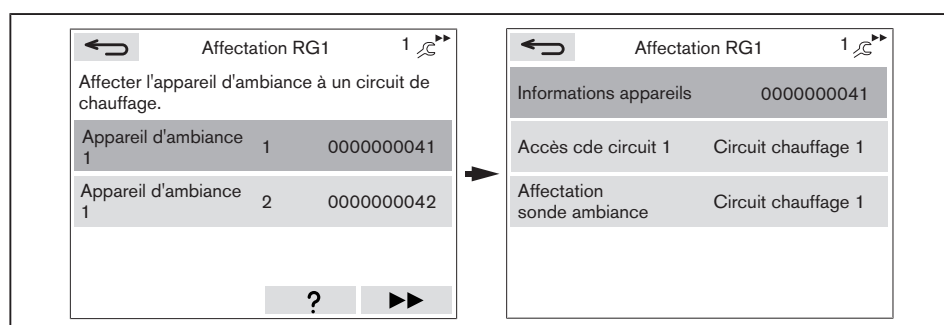 Affectation RG1 1
Affecter l'appareil d'ambiance à un circuit de
chauffage.
Appareil d'ambiance
1 1 0000000041
Appareil d'ambiance
1 2 0000000042
?
Affectation RG1 1
Informations appareils 0000000041
Accès cde circuit 1 Circuit chauffage 1
Affectation
sonde ambiance Circuit chauffage 1